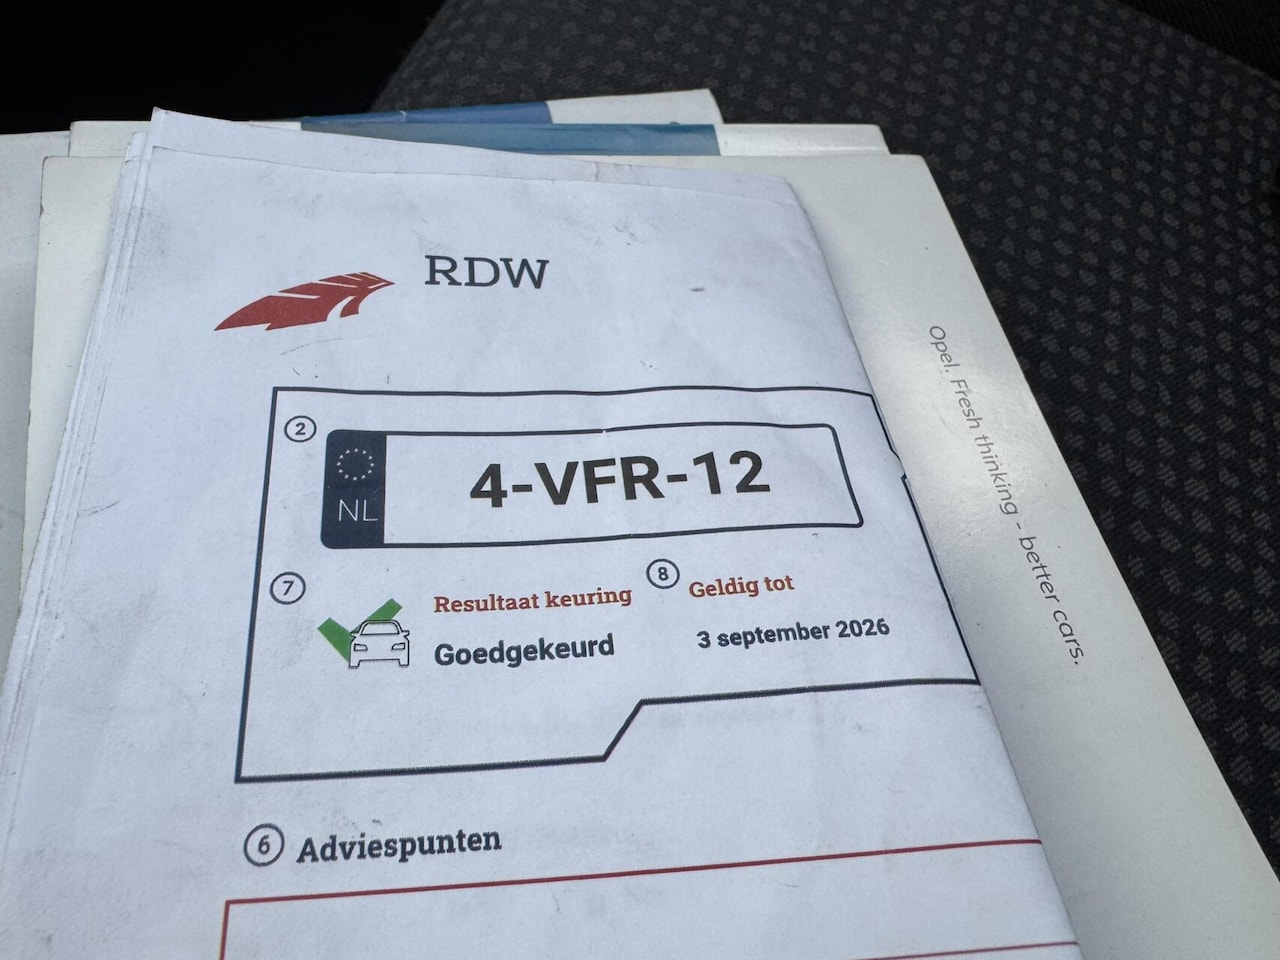 RDW
2
NL
4-VFR-12
7
Resultaat keuring
Goedgekeurd
8
Geldig tot
3 september 2026
6 Adviespunten
Opel. Fresh thinking - better cars.